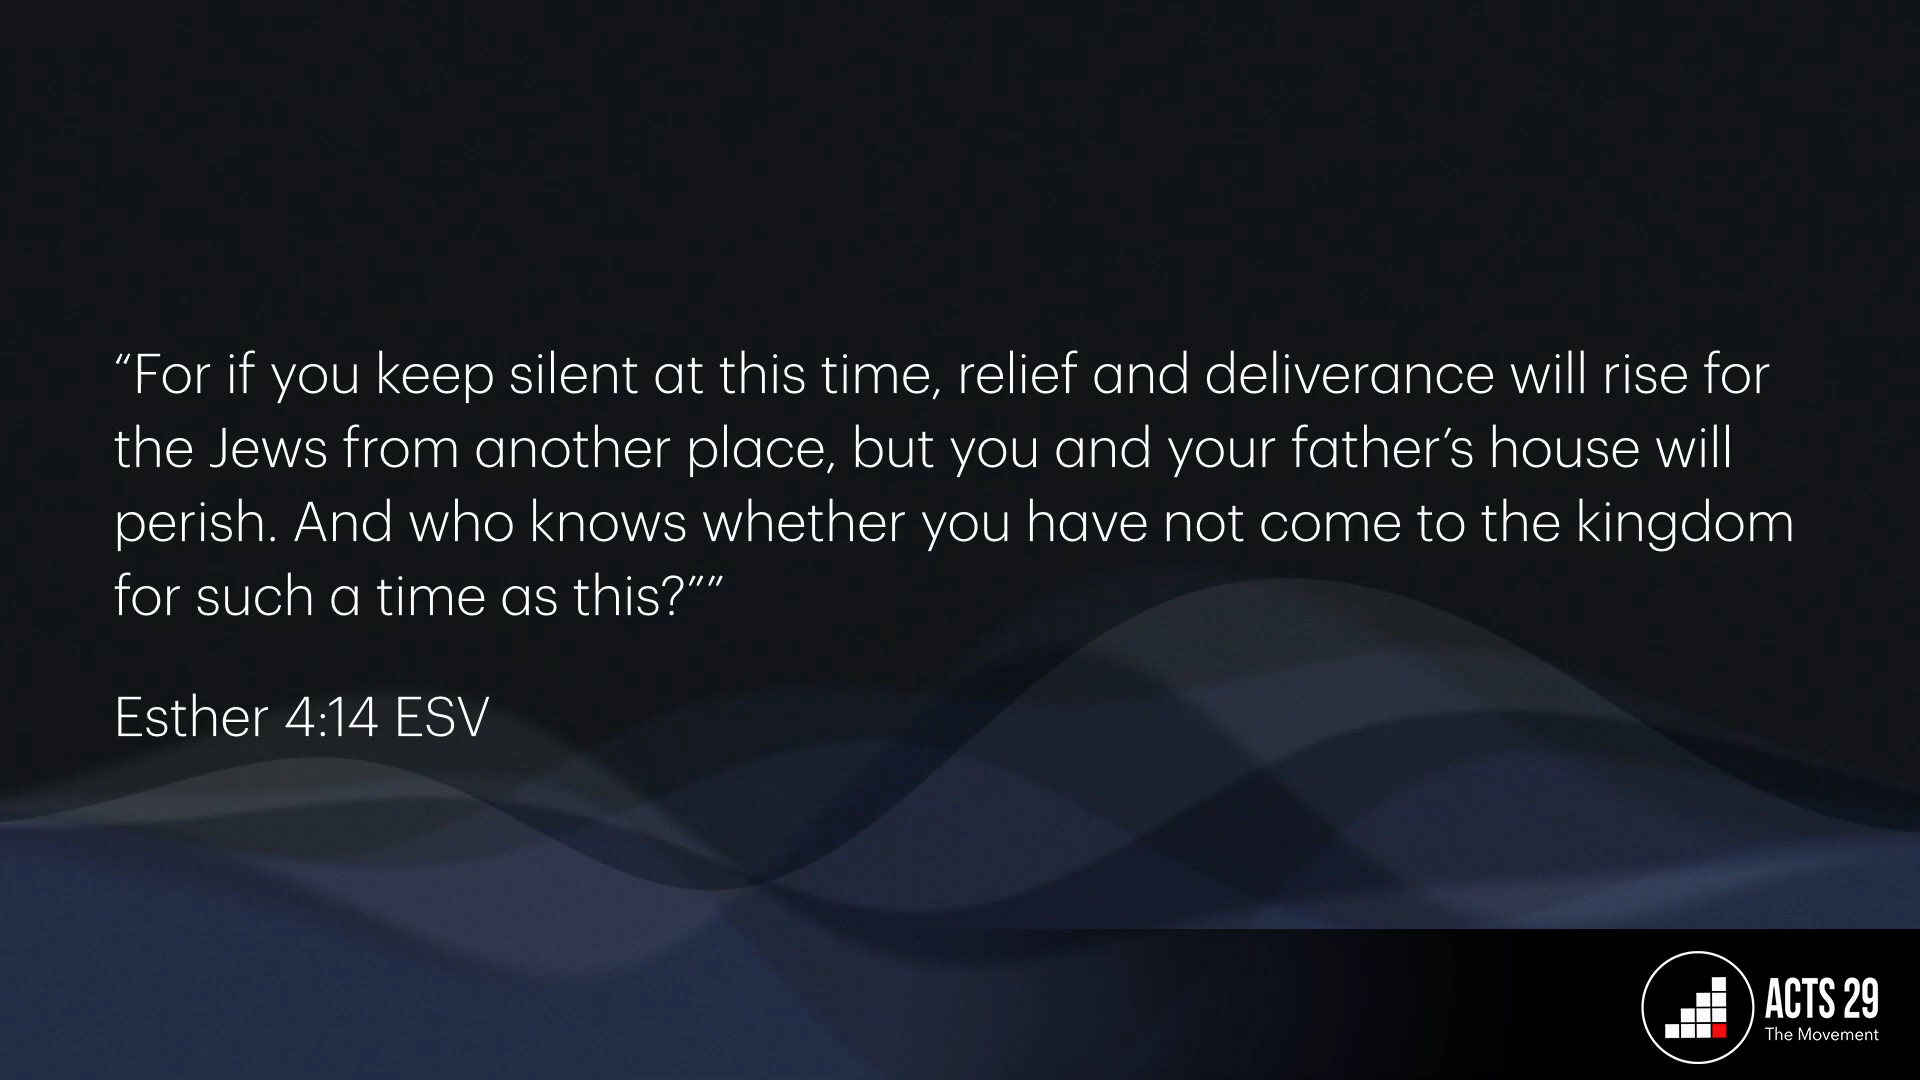 “For if you keep silent at this time, relief and deliverance will rise for
the Jews from another place, but you and your father’s house will
perish. And who knows whether you have not come to the kingdom
for such a time as this?””
Esther 4:14 ESV
ACTS 29
The Movement